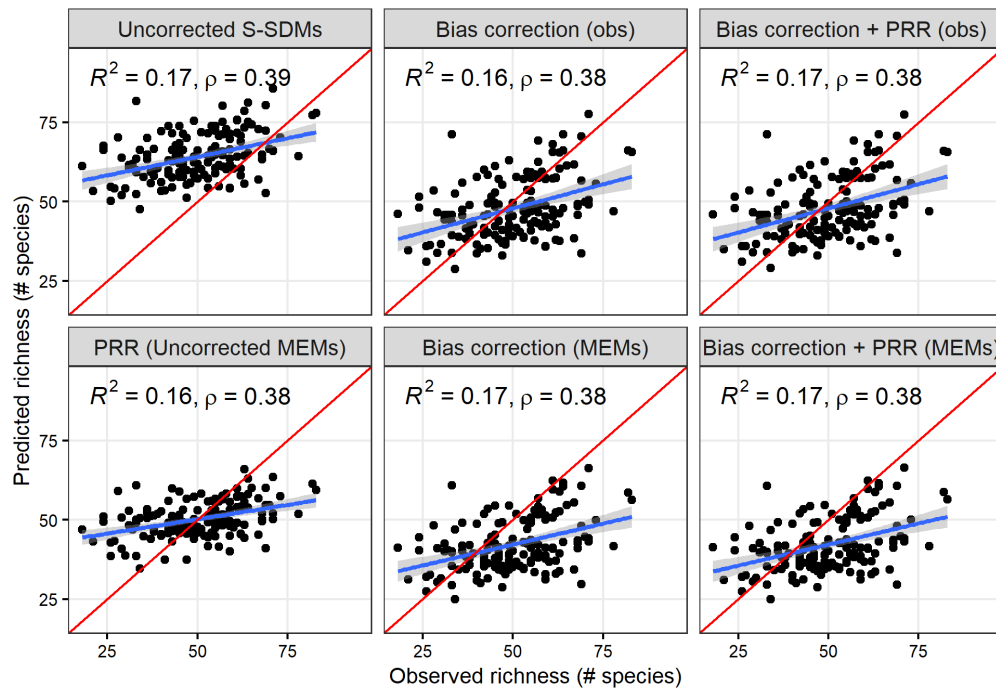 Uncorrected S-SDMs
Bias correction (obs)
Bias correction + PRR (obs)
R² = 0.17, ρ = 0.39
R² = 0.16, ρ = 0.38
R² = 0.17, ρ = 0.38
75
50
25
PRR (Uncorrected MEMs)
Bias correction (MEMs)
Bias correction + PRR (MEMs)
R² = 0.16, ρ = 0.38
R² = 0.17, ρ = 0.38
R² = 0.17, ρ = 0.38
75
50
25
25 50 75
25 50 75
25 50 75
Observed richness (# species)
Predicted richness (# species)